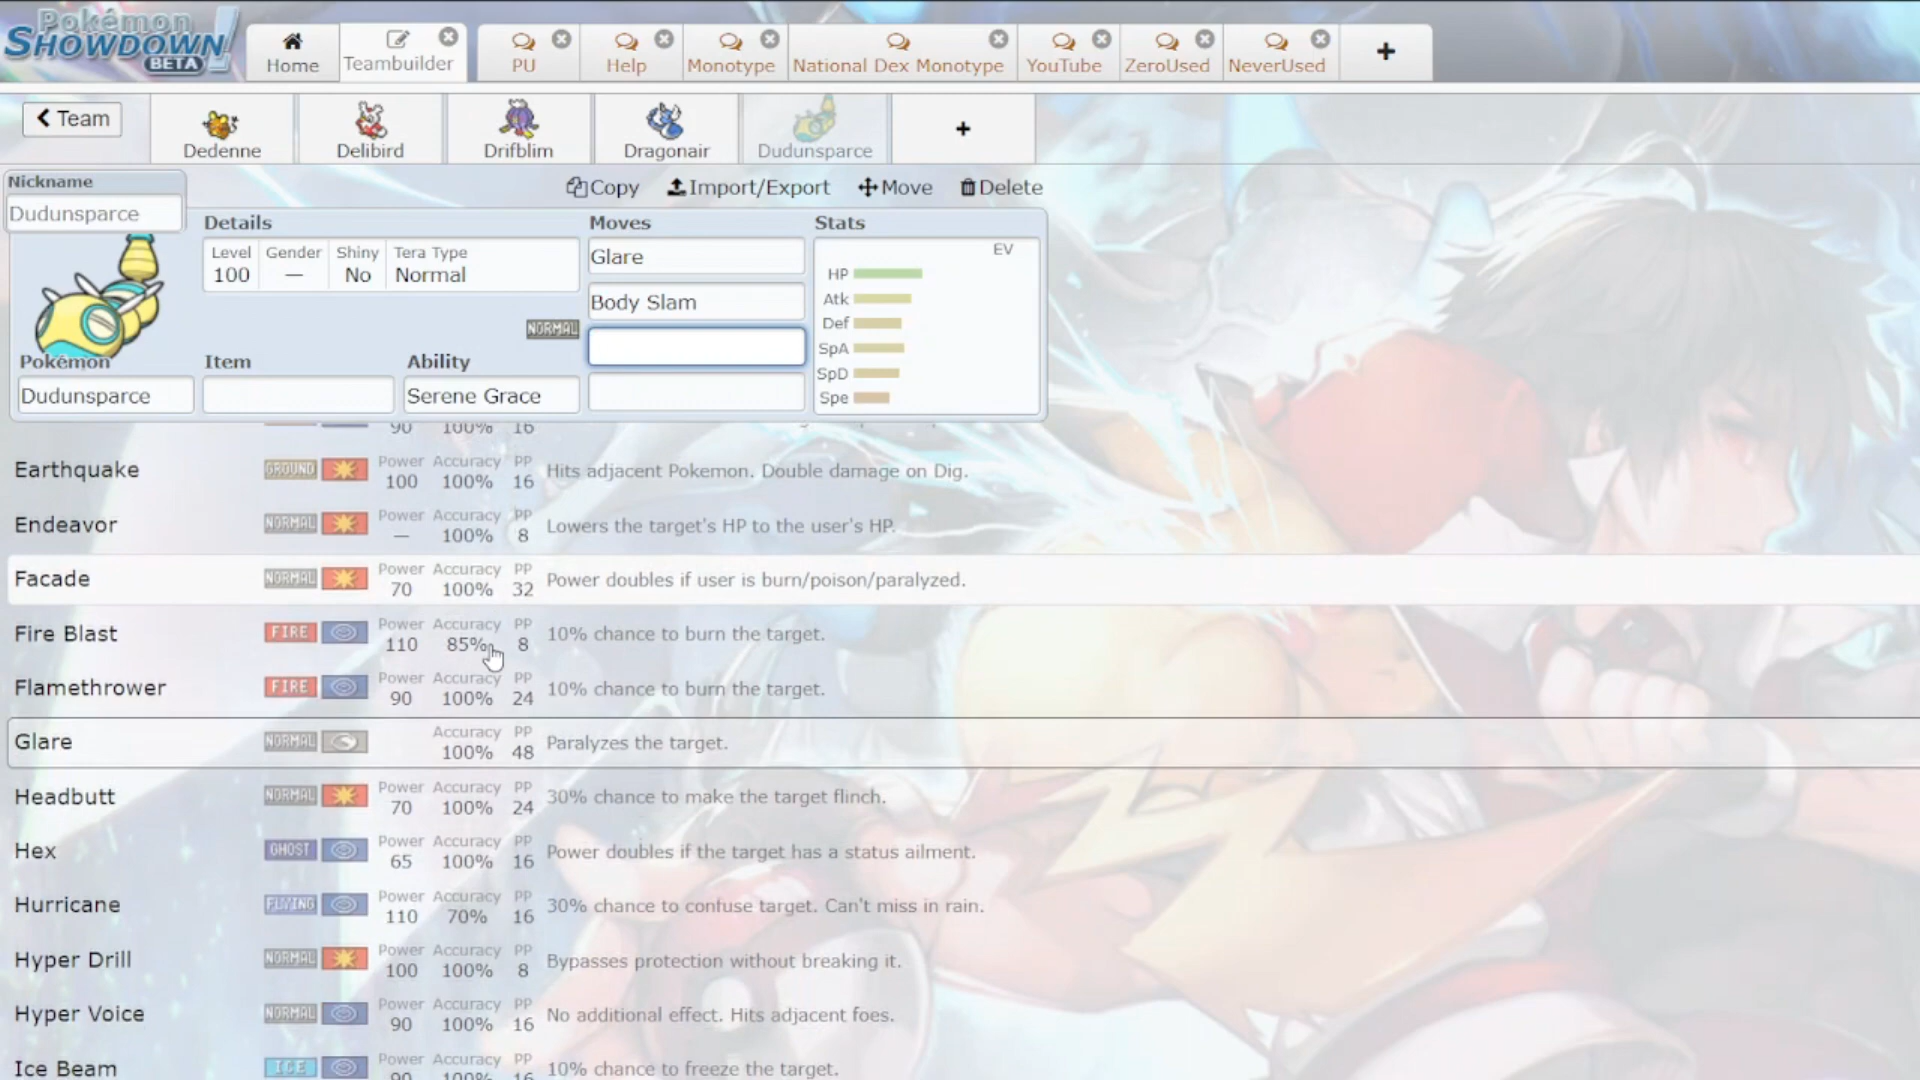 Pokémon
SHOWDOWN!
BETA
Home
Teambuilder
PU
Help
Monotype
National Dex Monotype
YouTube
ZeroUsed
NeverUsed
+
Team
Dedenne
Delibird
Drifblim
Dragonair
Dudunsparce
+
Nickname
Dudunsparce
Copy
Import/Export
Move
Delete
Details
Level Gender Shiny Tera Type
100 — No Normal
NORMAL
Pokémon
Dudunsparce
Item
Ability
Serene Grace
Moves
Glare
Body Slam
Stats
EV
HP
Atk
Def
SpA
SpD
Spe
90 100% 16
Earthquake GROUND Power 100 Accuracy 100% PP 16 Hits adjacent Pokemon. Double damage on Dig.
Endeavor NORMAL Power — Accuracy 100% PP 8 Lowers the target's HP to the user's HP.
Facade NORMAL Power 70 Accuracy 100% PP 32 Power doubles if user is burn/poison/paralyzed.
Fire Blast FIRE Power 110 Accuracy 85% PP 8 10% chance to burn the target.
Flamethrower FIRE Power 90 Accuracy 100% PP 24 10% chance to burn the target.
Glare NORMAL Accuracy 100% PP 48 Paralyzes the target.
Headbutt NORMAL Power 70 Accuracy 100% PP 24 30% chance to make the target flinch.
Hex GHOST Power 65 Accuracy 100% PP 16 Power doubles if the target has a status ailment.
Hurricane FLYING Power 110 Accuracy 70% PP 16 30% chance to confuse target. Can't miss in rain.
Hyper Drill NORMAL Power 100 Accuracy 100% PP 8 Bypasses protection without breaking it.
Hyper Voice NORMAL Power 90 Accuracy 100% PP 16 No additional effect. Hits adjacent foes.
Ice Beam ICE Power 90 Accuracy 100% PP 16 10% chance to freeze the target.